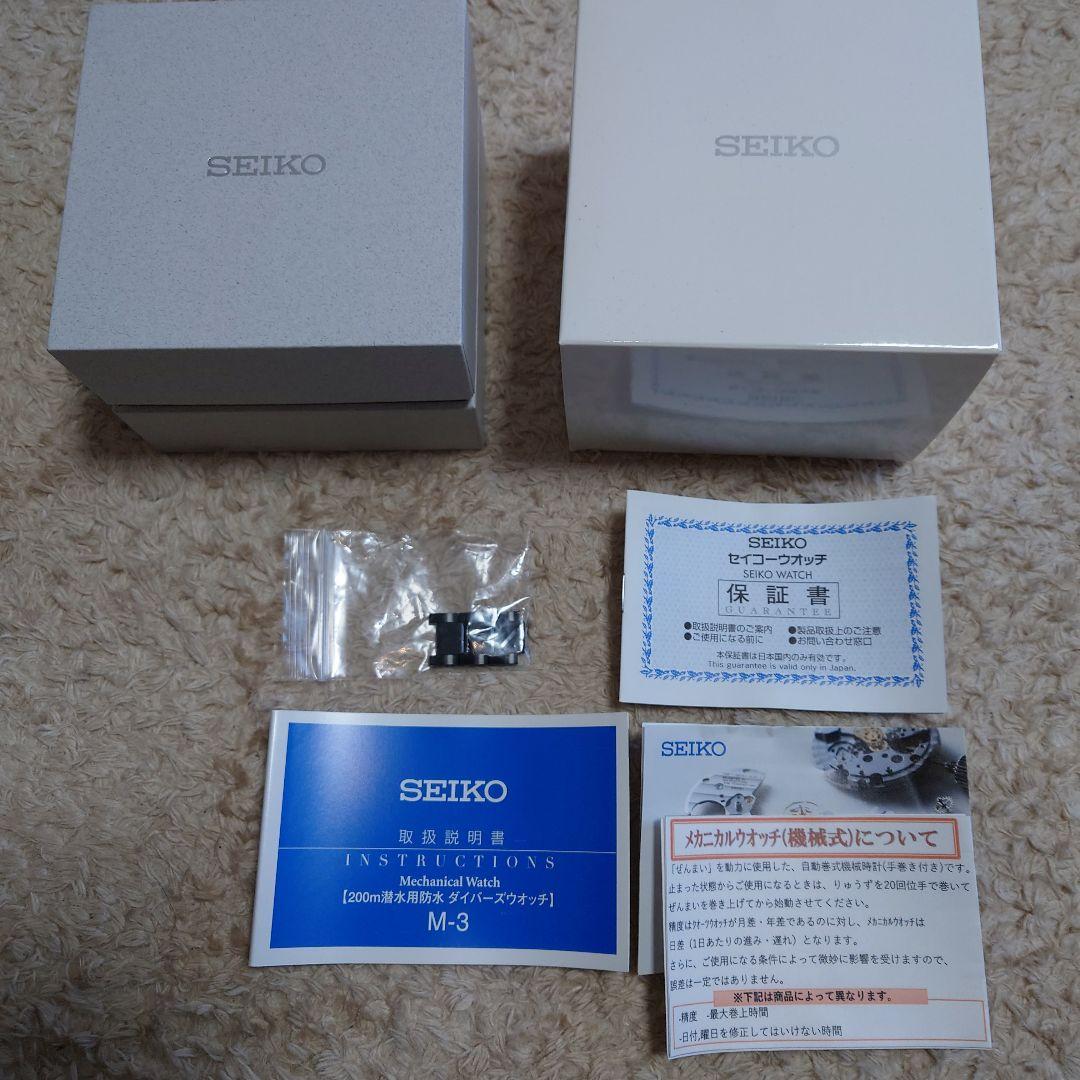 SEIKO
SEIKO
SEIKO
セイコーウオッチ
SEIKO WATCH
保証書
GUARANTEE
●取扱説明書のご案内 ●製品取扱上のご注意
●ご使用になる前に ●お問い合わせ窓口
本保証書は日本国内のみ有効です。
This guarantee is valid only in Japan.
SEIKO
取扱説明書
INSTRUCTIONS
Mechanical Watch
【200m潜水用防水 ダイバーズウオッチ】
M-3
SEIKO
メカニカルウオッチ(機械式)について
「ぜんまい」を動力に使用した、自動巻式機械時計(手巻き付き)です。
止まった状態からご使用になるときは、りゅうずを20回位手で巻いて
ぜんまいを巻き上げてから始動させてください。
精度はクオーツウオッチが月差・年差であるのに対し、メカニカルウオッチは
日差(1日あたりの進み・遅れ)となります。
さらに、ご使用になる条件によって微妙に影響を受けますので、
誤差は一定ではありません。
※下記は商品によって異なります。
-精度 -最大巻上時間
-日付,曜日を修正してはいけない時間